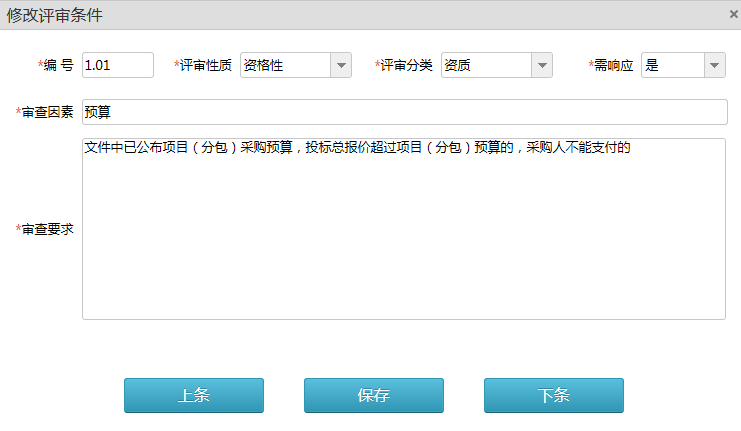 修改评审条件
*编 号 1.01 *评审性质 资格性 *评审分类 资质 *需响应 是
*审查因素 预算
文件中已公布项目（分包）采购预算，投标总报价超过项目（分包）预算的，采购人不能支付的
*审查要求
上条 保存 下条